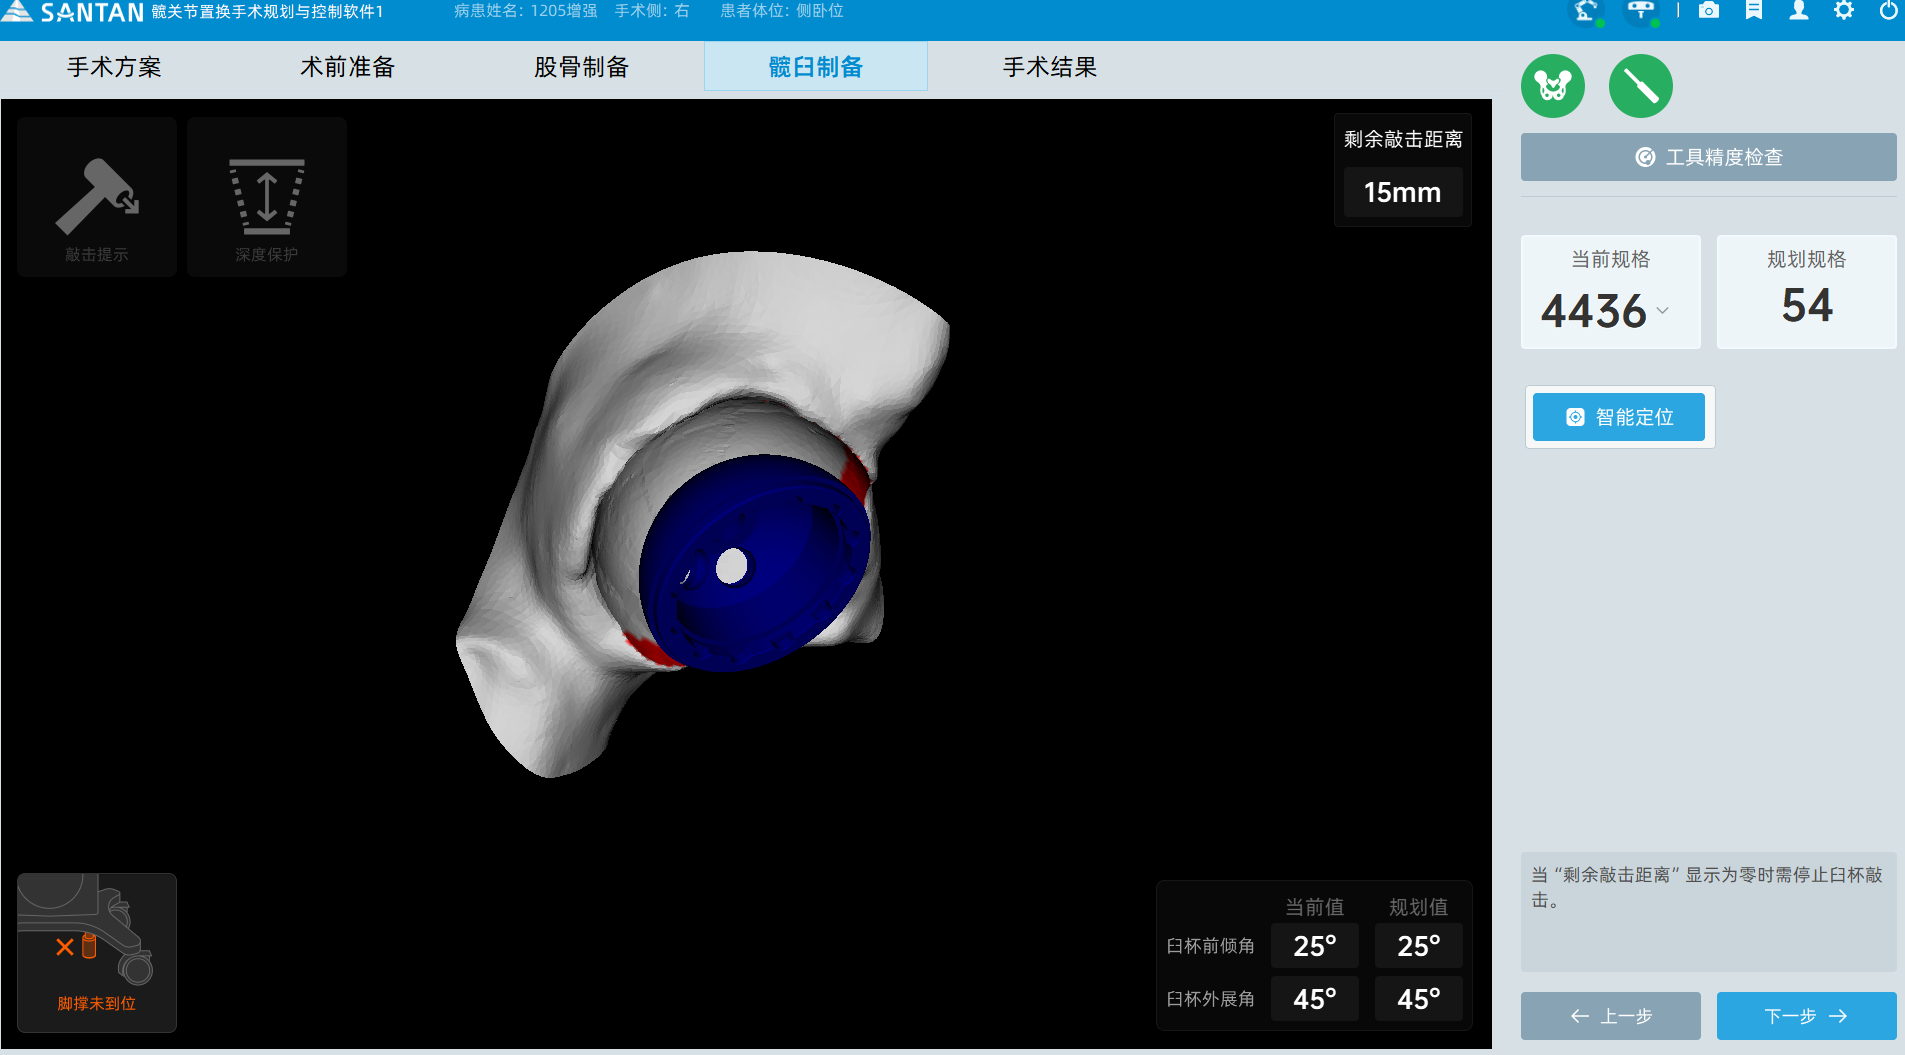 SANTAN 髋关节置换手术规划与控制软件1 病患姓名: 1205增强 手术侧: 右 患者体位: 侧卧位
手术方案 术前准备 股骨制备 髋臼制备 手术结果
敲击提示
深度保护
剩余敲击距离
15mm
工具精度检查
当前规格
4436
规划规格
54
智能定位
脚撑未到位
当前值 规划值
臼杯前倾角 25° 25°
臼杯外展角 45° 45°
当“剩余敲击距离”显示为零时需停止臼杯敲
击。
上一步
下一步